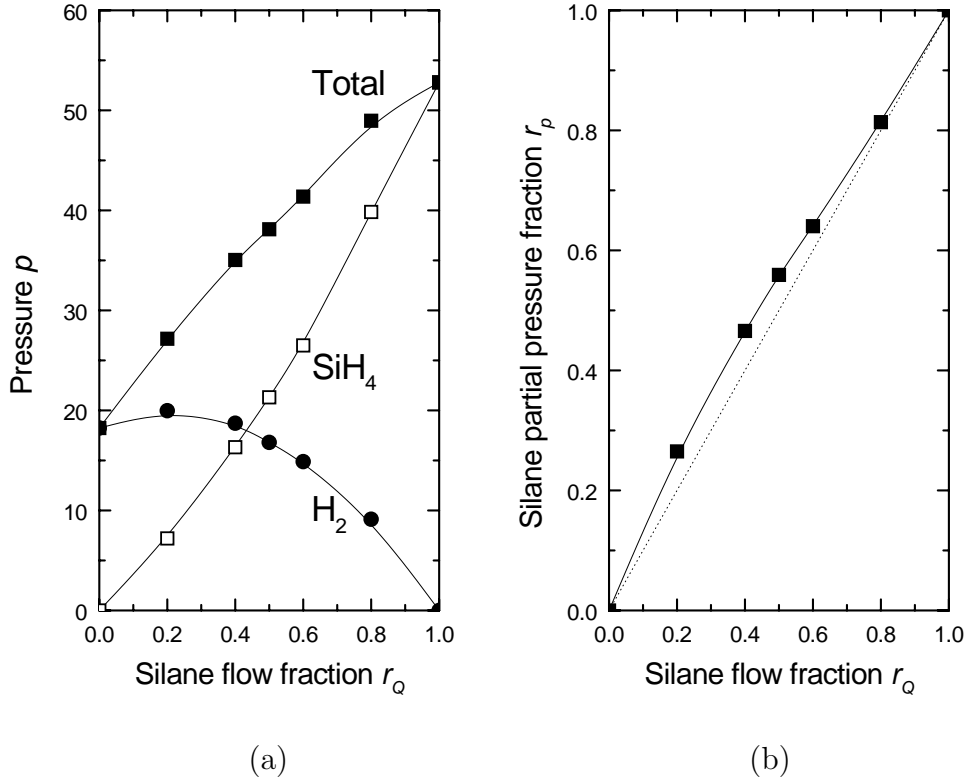 60
50
40
30
20
10
0
Pressure p
Total
SiH₄
H₂
0.0 0.2 0.4 0.6 0.8 1.0
Silane flow fraction r_Q
(a)
1.0
0.8
0.6
0.4
0.2
0.0
Silane partial pressure fraction r_p
0.0 0.2 0.4 0.6 0.8 1.0
Silane flow fraction r_Q
(b)